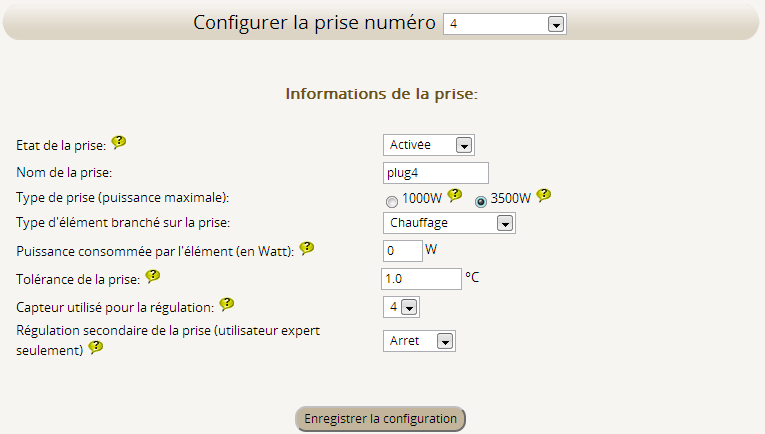 Configurer la prise numéro 4
Informations de la prise:
Etat de la prise: ? Activée
Nom de la prise: plug4
Type de prise (puissance maximale): 1000W ? 3500W ?
Type d'élément branché sur la prise: Chauffage
Puissance consommée par l'élément (en Watt): ? 0 W
Tolérance de la prise: ? 1.0 °C
Capteur utilisé pour la régulation: ? 4
Régulation secondaire de la prise (utilisateur expert
seulement) ? Arret
Enregistrer la configuration